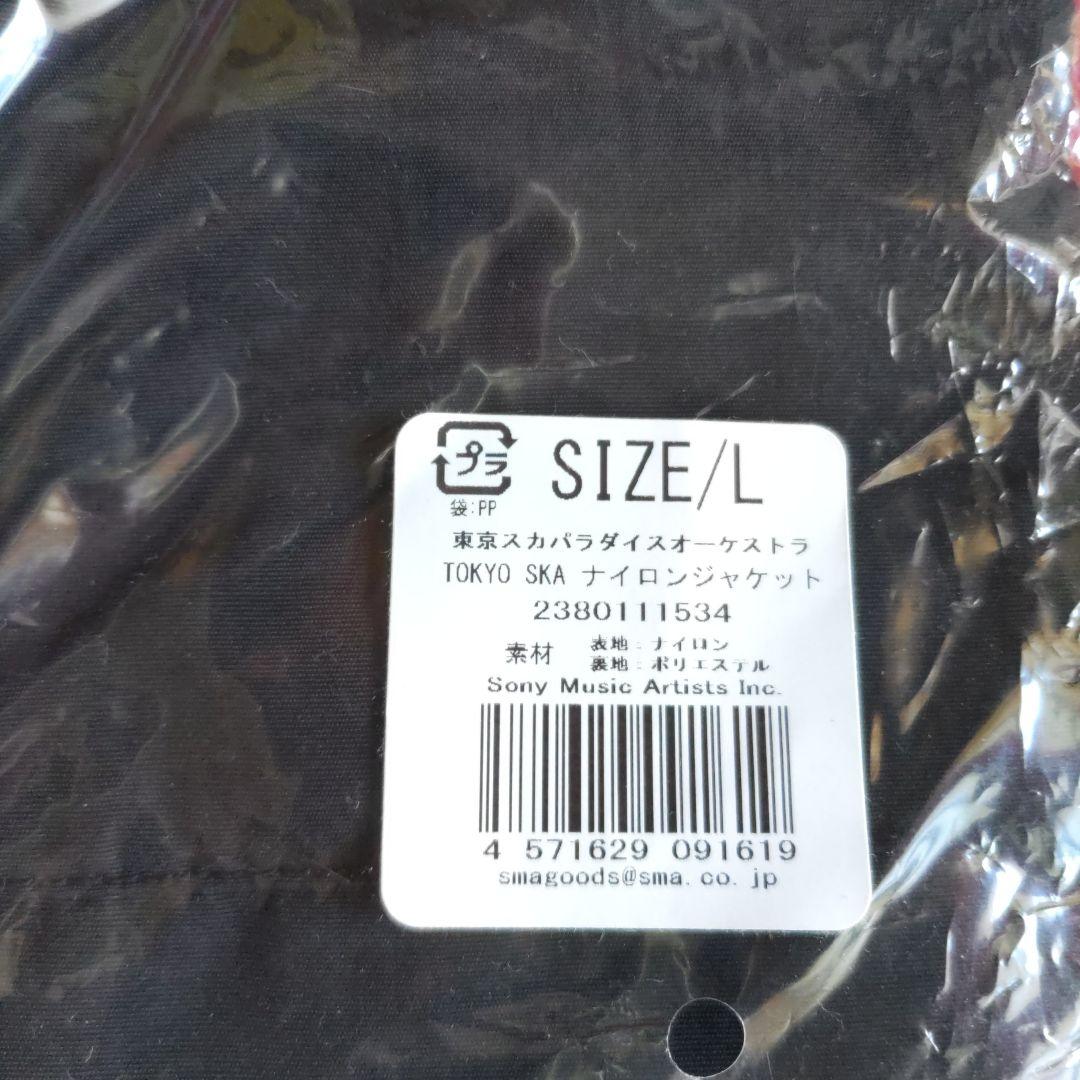 プラ SIZE/L
袋:PP
東京スカパラダイスオーケストラ
TOKYO SKA ナイロンジャケット
2380111534
素材 表地:ナイロン
裏地:ポリエステル
Sony Music Artists Inc.
4 571629 091619
smagoods@sma.co.jp